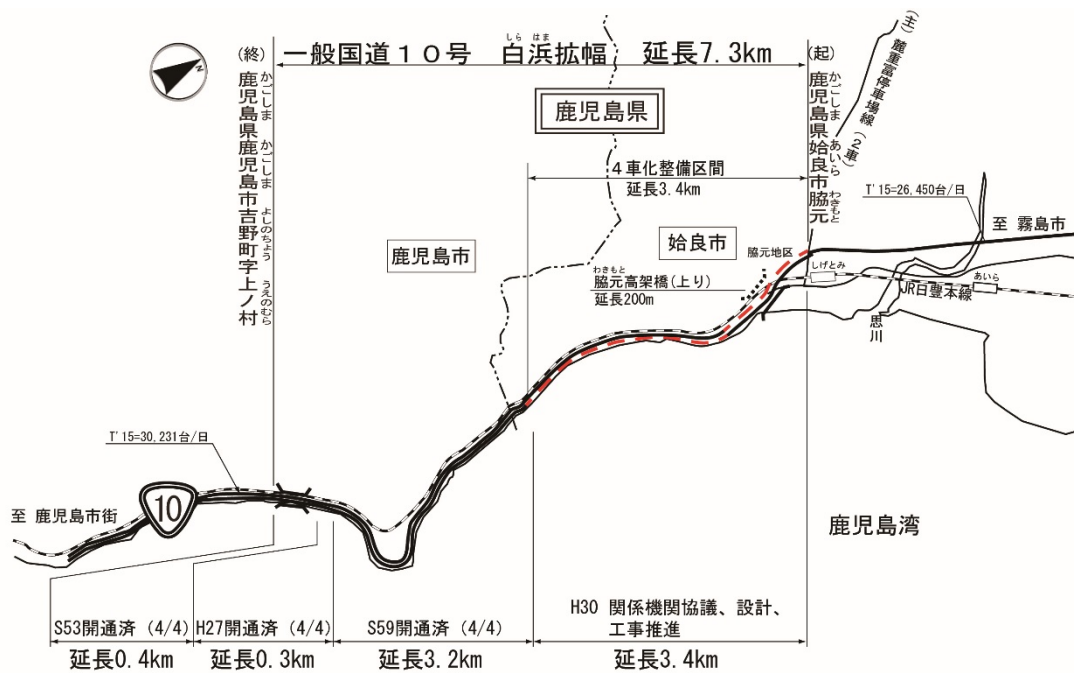 しら はま
一般国道10号 白浜拡幅 延長7.3km
N
(終)鹿児島県鹿児島市吉野町字上ノ村
かごしま かごしま よしのちょう うえのむら
(起)鹿児島県姶良市脇元
かごしま あいら わきもと
(主)麓重富停車場線(2車)
鹿児島県
4車化整備区間
延長3.4km
T'15=26,450台/日
至 霧島市
鹿児島市
姶良市
脇元地区
しげとみ
あいら
わきもと
脇元高架橋(上り)
延長200m
JR日豊本線
思川
T'15=30,231台/日
10
至 鹿児島市街
鹿児島湾
S53開通済(4/4)
延長0.4km
H27開通済(4/4)
延長0.3km
S59開通済(4/4)
延長3.2km
H30 関係機関協議、設計、
工事推進
延長3.4km